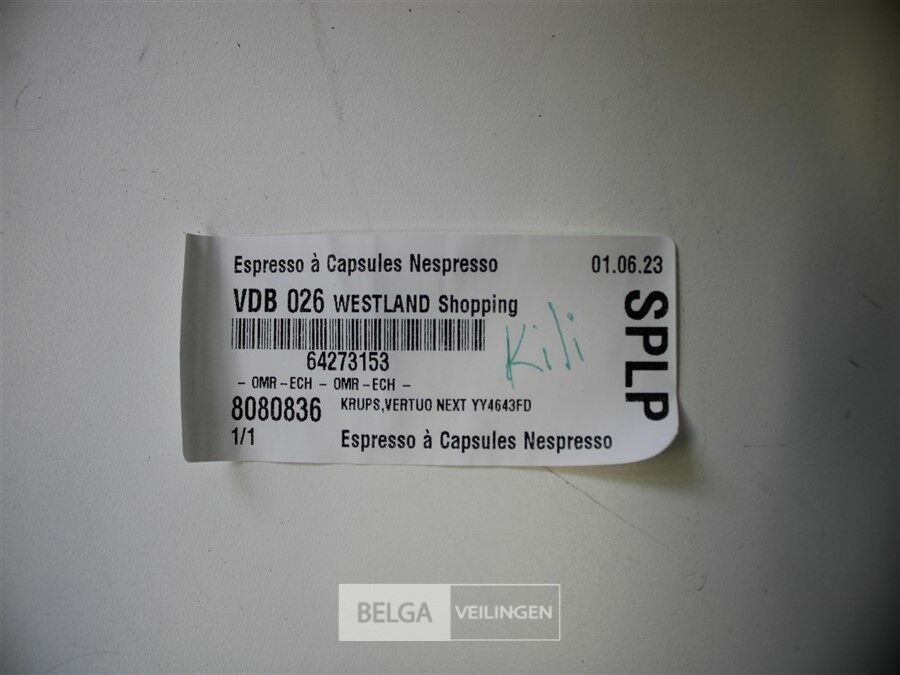 Espresso à Capsules Nespresso 01.06.23
VDB 026 WESTLAND Shopping
SPLP
Kili
64273153
- OMR - ECH - OMR - ECH -
8080836 KRUPS,VERTUO NEXT YY4643FD
1/1 Espresso à Capsules Nespresso
BELGA VEILINGEN